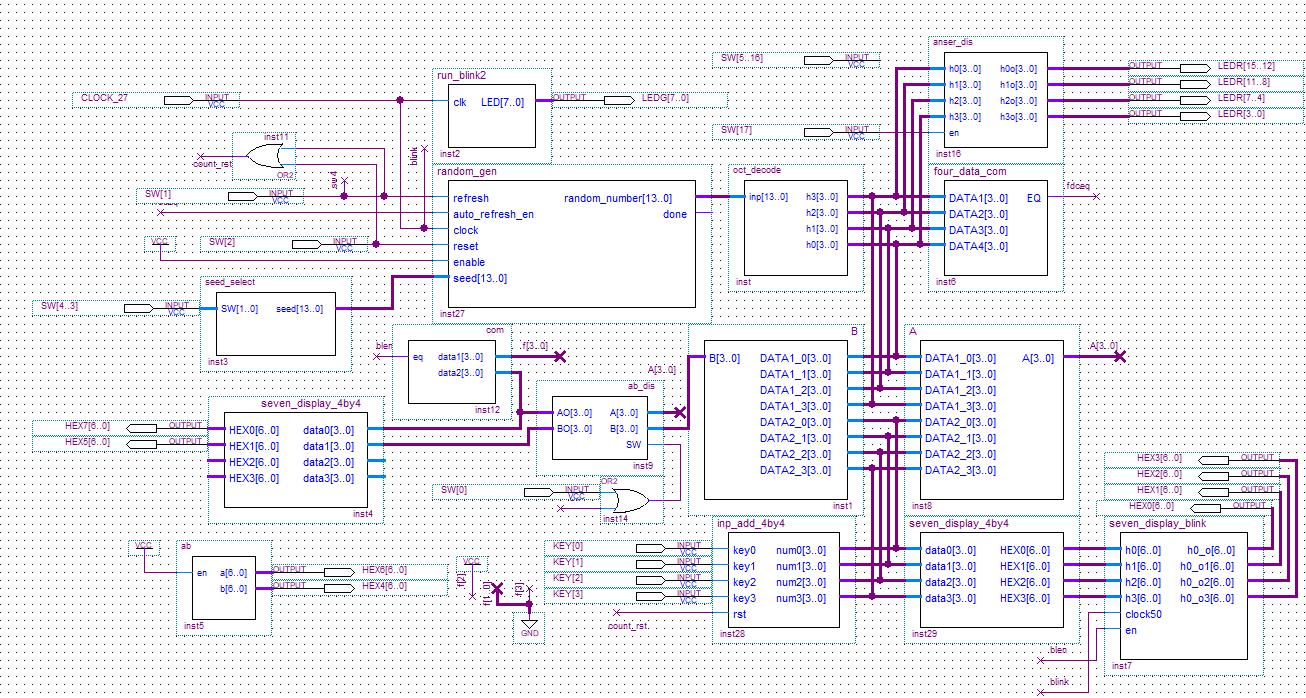 anser_dis
SW[5..16] INPUT VCC
h0[3..0] h0o[3..0] OUTPUT LEDR[15..12]
h1[3..0] h1o[3..0] OUTPUT LEDR[11..8]
h2[3..0] h2o[3..0] OUTPUT LEDR[7..4]
h3[3..0] h3o[3..0] OUTPUT LEDR[3..0]
SW[17] INPUT VCC en
inst16
run_blink2
CLOCK_27 INPUT VCC clk LED[7..0] OUTPUT LEDG[7..0]
inst2
inst11
count_rst
OR2
blink
sw4
random_gen
SW[1] INPUT VCC refresh random_number[13..0]
auto_refresh_en done
clock
VCC SW[2] INPUT VCC reset
enable
seed[13..0]
inst27
oct_decode
inp[13..0] h3[3..0]
h2[3..0]
h1[3..0]
h0[3..0]
inst
four_data_com
DATA1[3..0] EQ fdceq
DATA2[3..0]
DATA3[3..0]
DATA4[3..0]
inst6
seed_select
SW[4..3] INPUT VCC SW[1..0] seed[13..0]
inst3
com
blen eq data1[3..0] f[3..0]
data2[3..0]
inst12
B
B[3..0] DATA1_0[3..0]
DATA1_1[3..0]
DATA1_2[3..0]
DATA1_3[3..0]
DATA2_0[3..0]
DATA2_1[3..0]
DATA2_2[3..0]
DATA2_3[3..0]
inst1
A
DATA1_0[3..0] A[3..0] A[3..0]
DATA1_1[3..0]
DATA1_2[3..0]
DATA1_3[3..0]
DATA2_0[3..0]
DATA2_1[3..0]
DATA2_2[3..0]
DATA2_3[3..0]
inst8
A[3..0]
ab_dis
AO[3..0] A[3..0]
BO[3..0] B[3..0]
SW
inst9
seven_display_4by4
HEX7[6..0] OUTPUT HEX0[6..0] data0[3..0]
HEX5[6..0] OUTPUT HEX1[6..0] data1[3..0]
HEX2[6..0] data2[3..0]
HEX3[6..0] data3[3..0]
inst4
SW[0] INPUT VCC
OR2
inst14
HEX3[6..0] OUTPUT
HEX2[6..0] OUTPUT
HEX1[6..0] OUTPUT
HEX0[6..0] OUTPUT
VCC
ab
en a[6..0] OUTPUT HEX6[6..0]
b[6..0] OUTPUT HEX4[6..0]
inst5
VCC
f[2]
f[1..0]
f[3]
GND
inp_add_4by4
KEY[0] INPUT VCC key0 num0[3..0]
KEY[1] INPUT VCC key1 num1[3..0]
KEY[2] INPUT VCC key2 num2[3..0]
KEY[3] INPUT VCC key3 num3[3..0]
count_rst rst
inst28
seven_display_4by4
data0[3..0] HEX0[6..0]
data1[3..0] HEX1[6..0]
data2[3..0] HEX2[6..0]
data3[3..0] HEX3[6..0]
inst29
seven_display_blink
h0[6..0] h0_o[6..0]
h1[6..0] h0_o1[6..0]
h2[6..0] h0_o2[6..0]
h3[6..0] h0_o3[6..0]
clock50
en
inst7
blen
blink